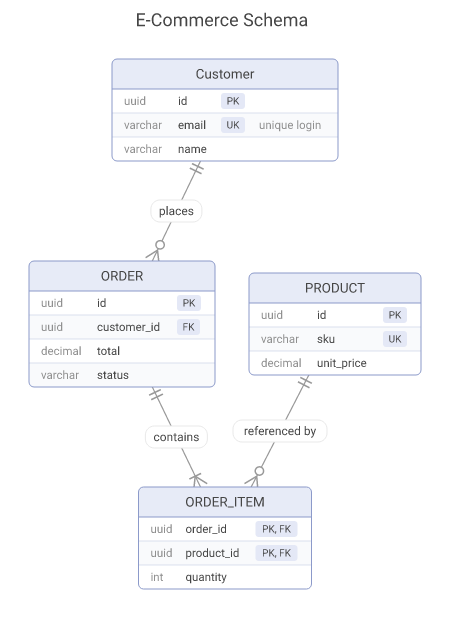 E-Commerce Schema
Customer
uuid id PK
varchar email UK unique login
varchar name
places
ORDER
uuid id PK
uuid customer_id FK
decimal total
varchar status
PRODUCT
uuid id PK
varchar sku UK
decimal unit_price
contains
referenced by
ORDER_ITEM
uuid order_id PK, FK
uuid product_id PK, FK
int quantity